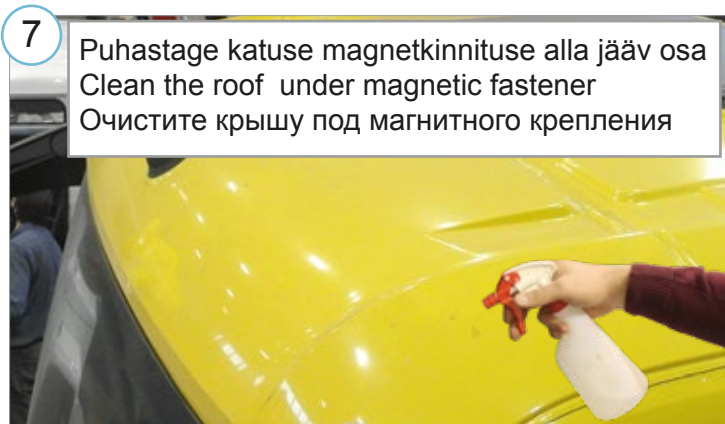 7
Puhastage katuse magnetkinnituse alla jääv osa
Clean the roof  under magnetic fastener
Очистите крышу под магнитного крепления